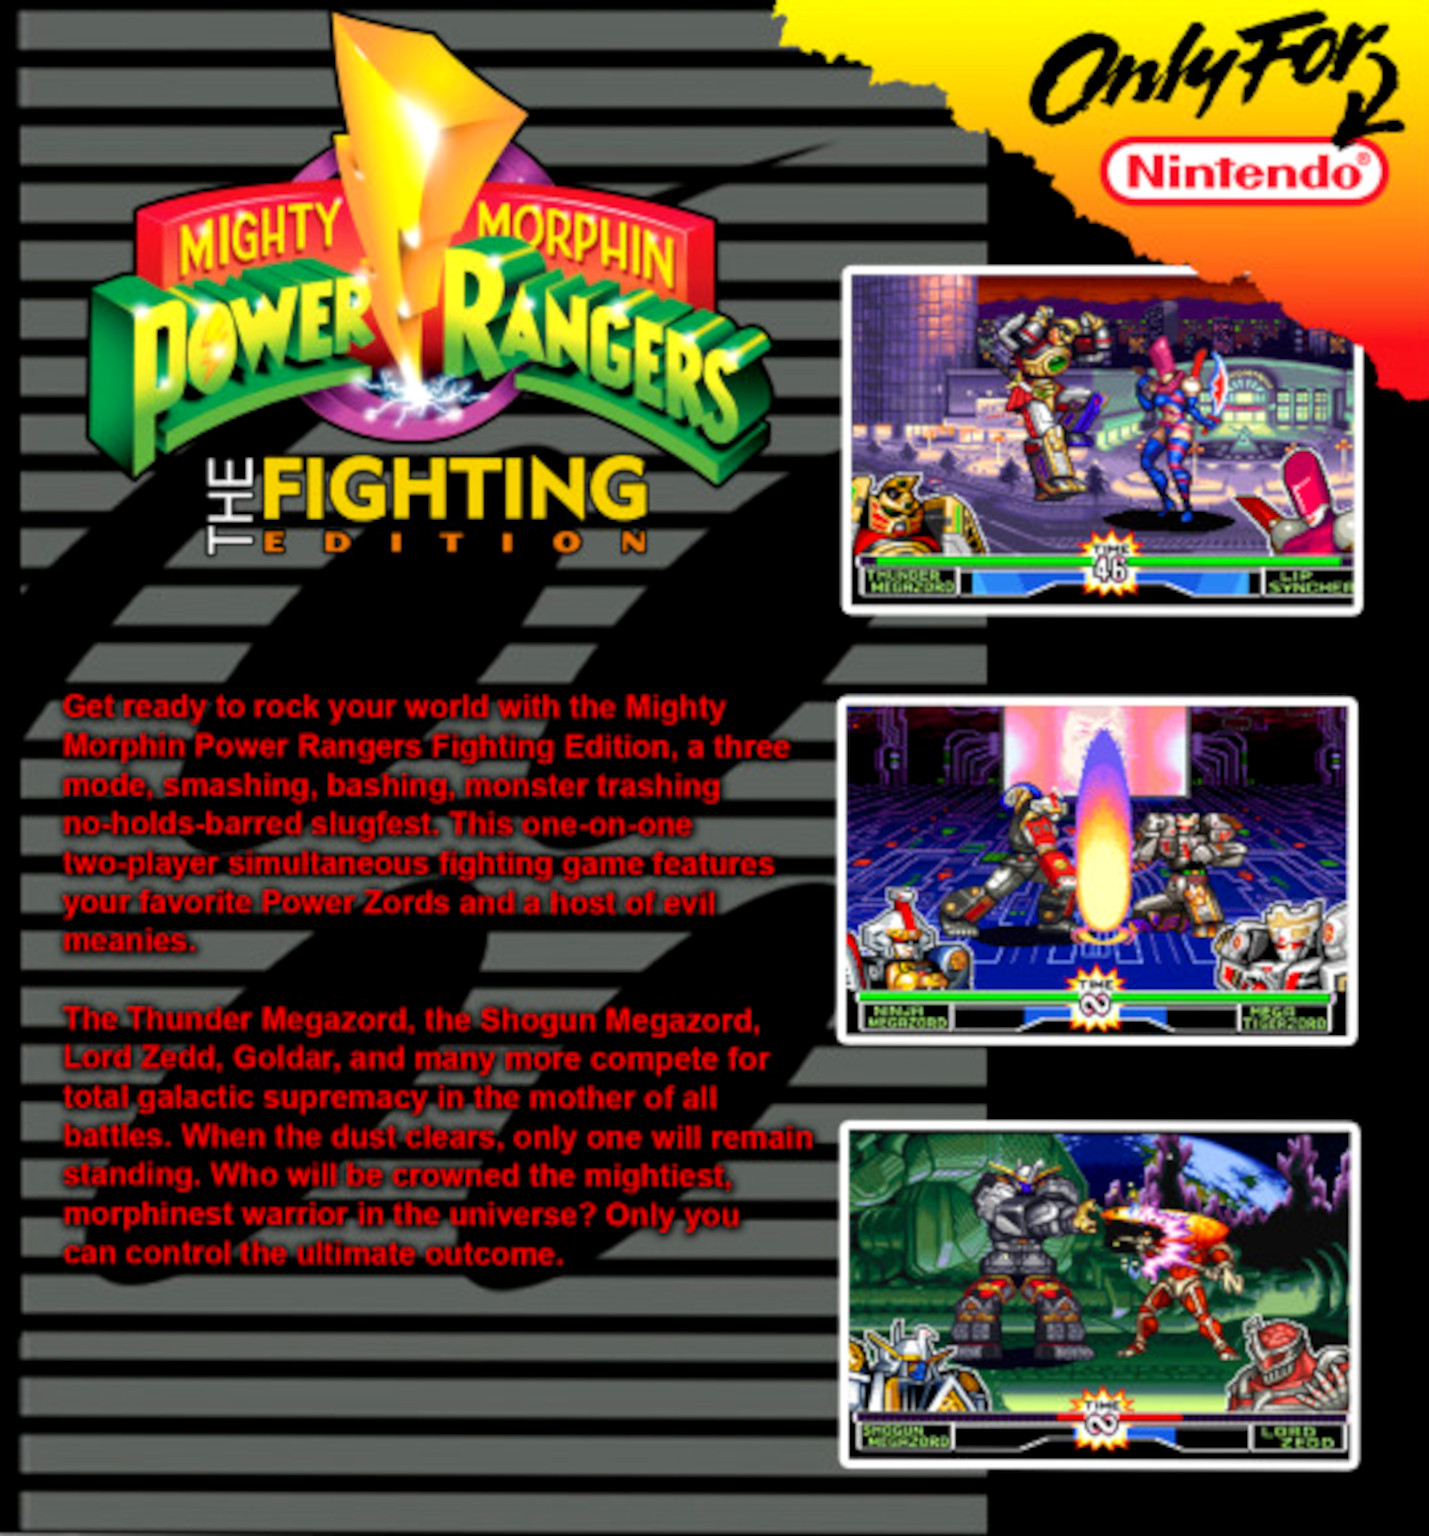 Only For
Nintendo®
MIGHTY MORPHIN
POWER RANGERS
THE FIGHTING
EDITION
Get ready to rock your world with the Mighty
Morphin Power Rangers Fighting Edition, a three
mode, smashing, bashing, monster trashing
no-holds-barred slugfest. This one-on-one
two-player simultaneous fighting game features
your favorite Power Zords and a host of evil
meanies.
The Thunder Megazord, the Shogun Megazord,
Lord Zedd, Goldar, and many more compete for
total galactic supremacy in the mother of all
battles. When the dust clears, only one will remain
standing. Who will be crowned the mightiest,
morphinest warrior in the universe? Only you
can control the ultimate outcome.
TIME
46
THUNDER
MEGAZORD
LIP
SYNCHER
TIME
∞
NINJA
MEGAZORD
MEGA
TIGERZORD
TIME
∞
SHOGUN
MEGAZORD
LORD
ZEDD